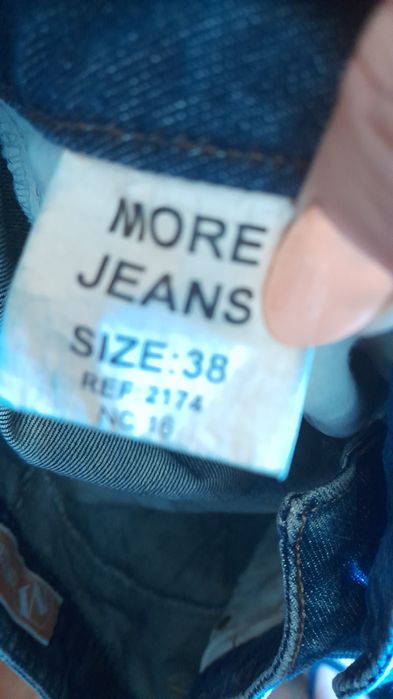 MORE
JEANS
SIZE:38
REF 2174
NC 16